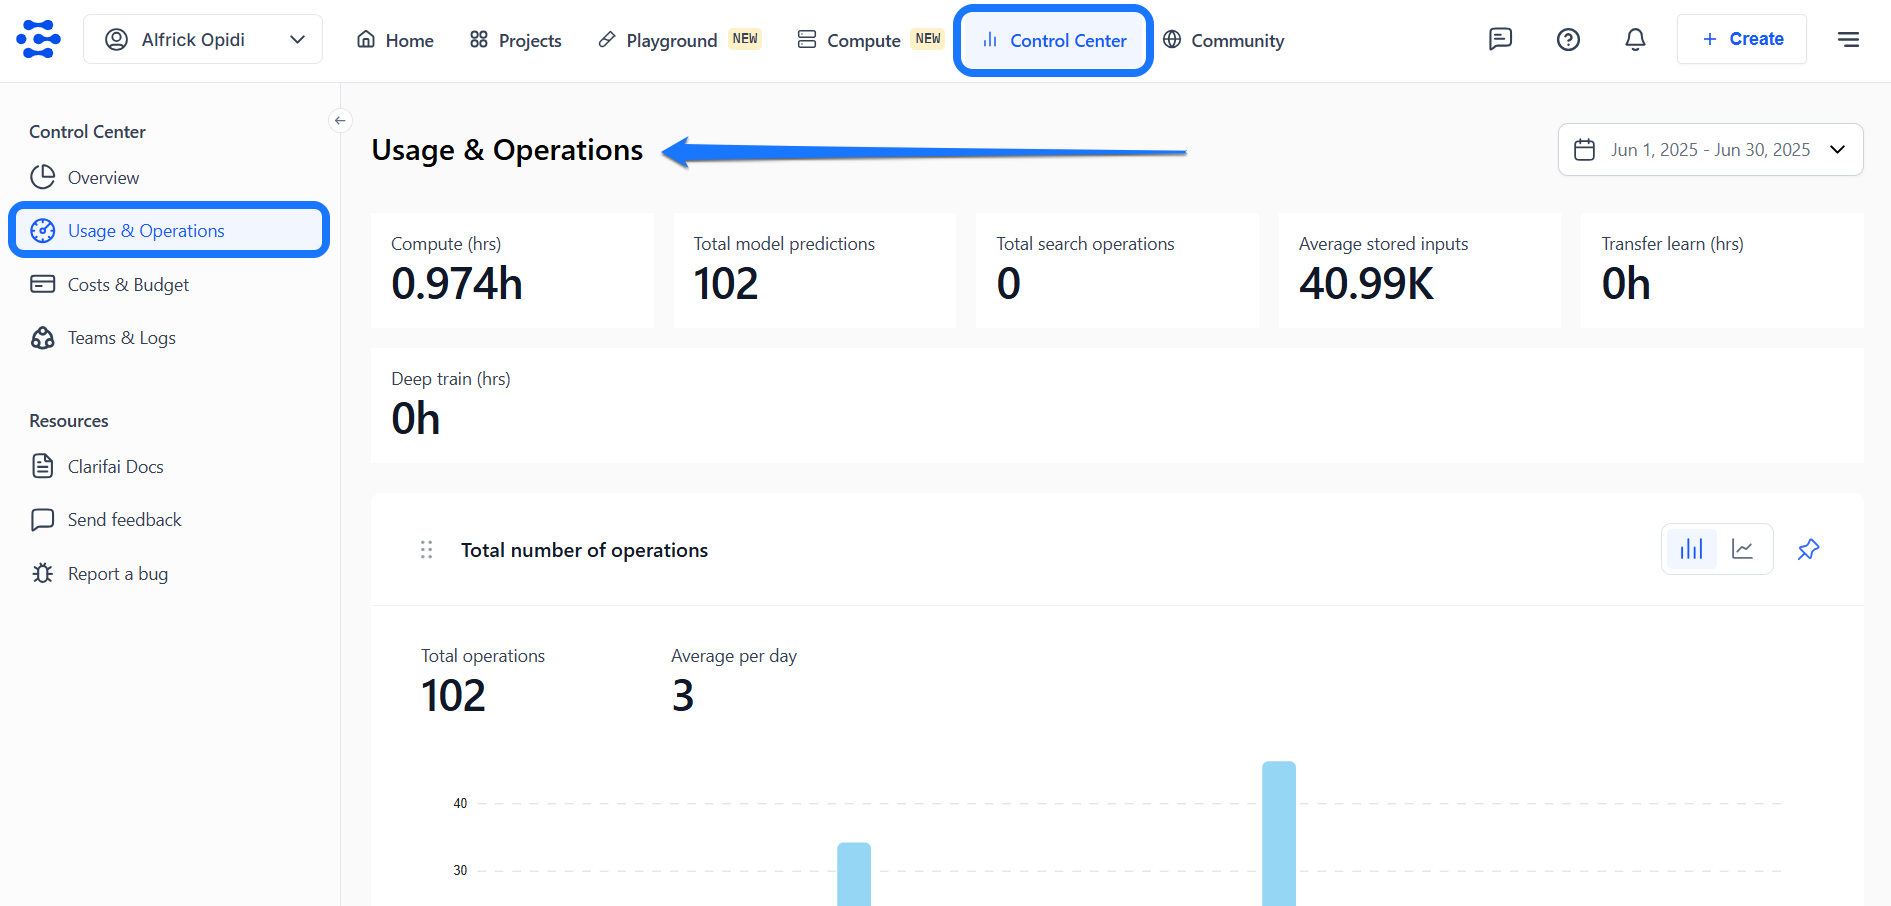 Alfrick Opidi
Home
Projects
Playground NEW
Compute NEW
Control Center
Community
+ Create
Control Center
Overview
Usage & Operations
Costs & Budget
Teams & Logs
Resources
Clarifai Docs
Send feedback
Report a bug
Usage & Operations
Jun 1, 2025 - Jun 30, 2025
Compute (hrs)
0.974h
Total model predictions
102
Total search operations
0
Average stored inputs
40.99K
Transfer learn (hrs)
0h
Deep train (hrs)
0h
Total number of operations
Total operations
102
Average per day
3
40
30